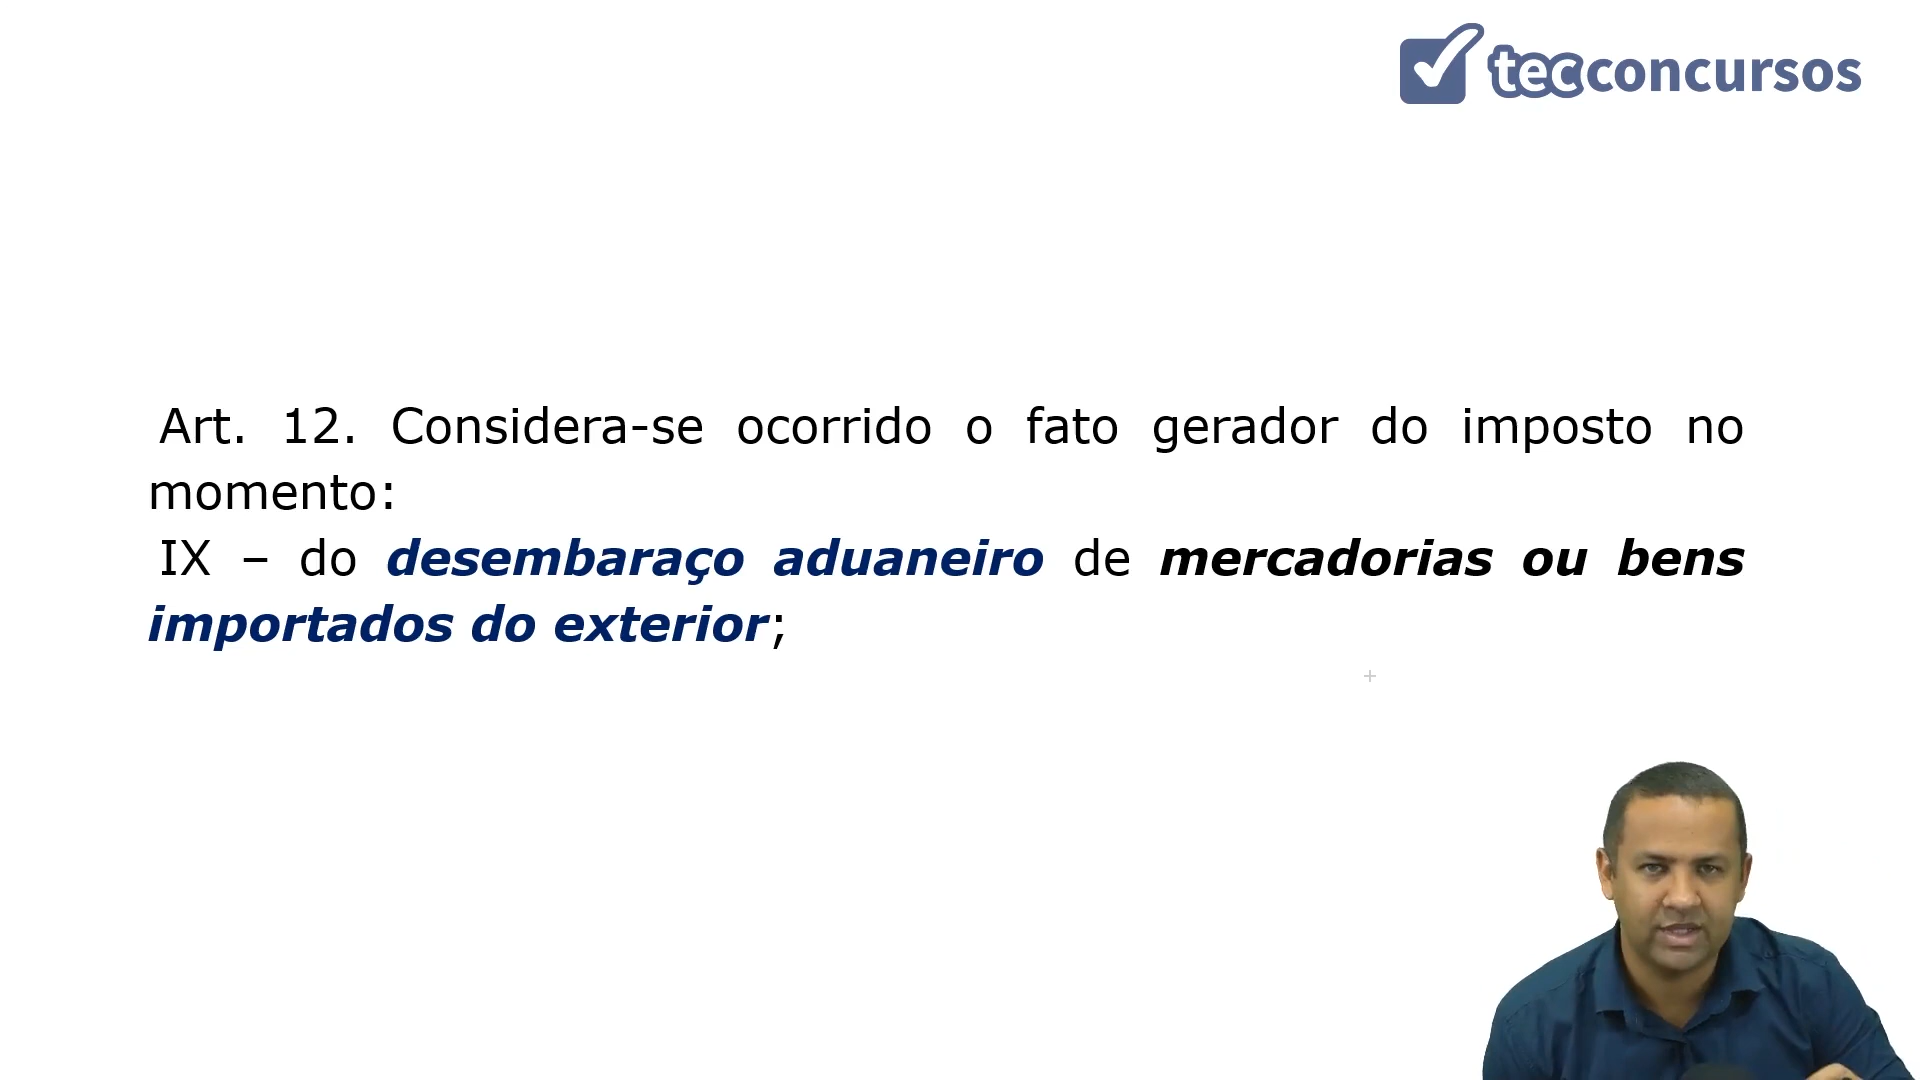 tecconcursos
Art. 12. Considera-se ocorrido o fato gerador do imposto no
momento:
IX – do desembaraço aduaneiro de mercadorias ou bens
importados do exterior;